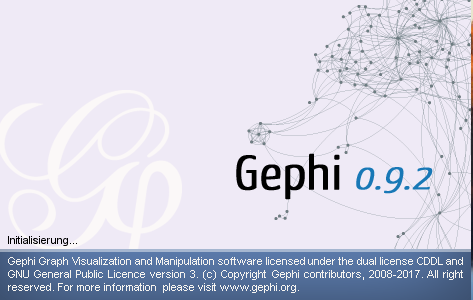 Gephi 0.9.2
Initialisierung...
Gephi Graph Visualization and Manipulation software licensed under the dual license CDDL and
GNU General Public Licence version 3. (c) Copyright Gephi contributors, 2008-2017. All right
reserved. For more information please visit www.gephi.org.